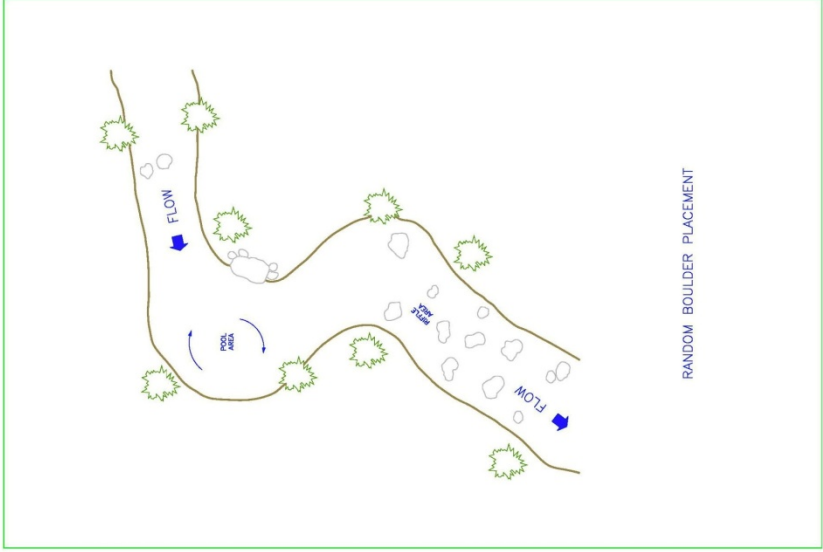 FLOW
POOL
AREA
RIFFLE
AREA
FLOW
RANDOM BOULDER PLACEMENT